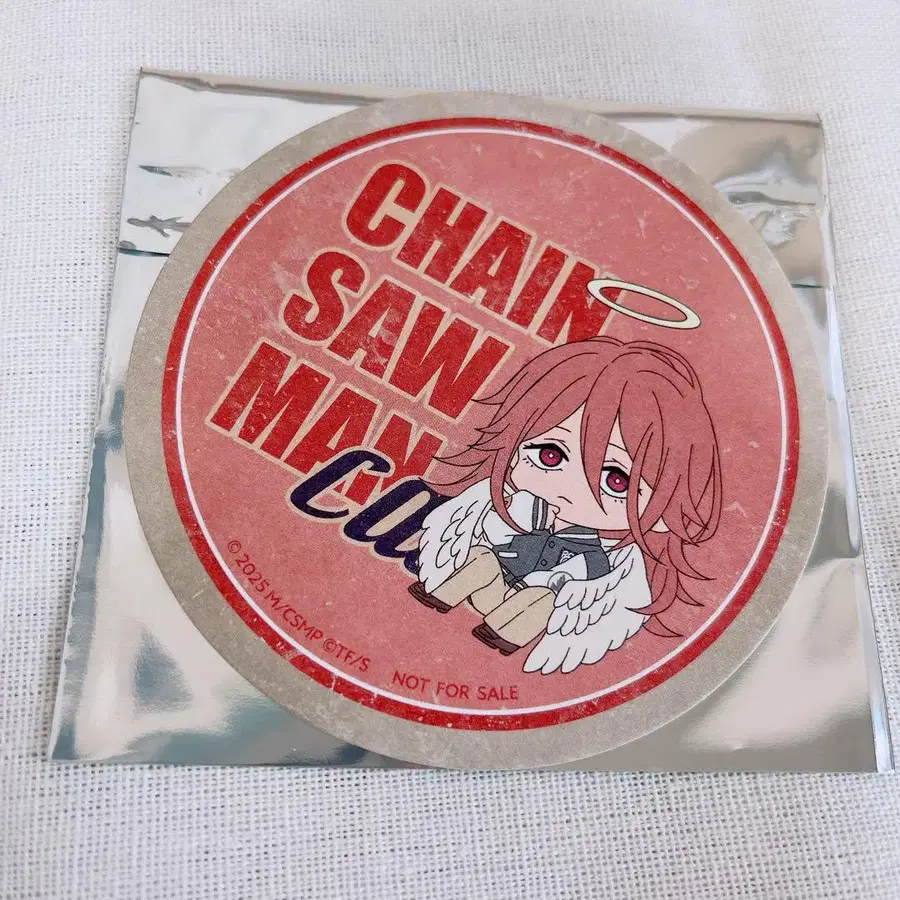 CHAIN
SAW
MAN
© 2025 M/CSMP ©TF/S
NOT FOR SALE